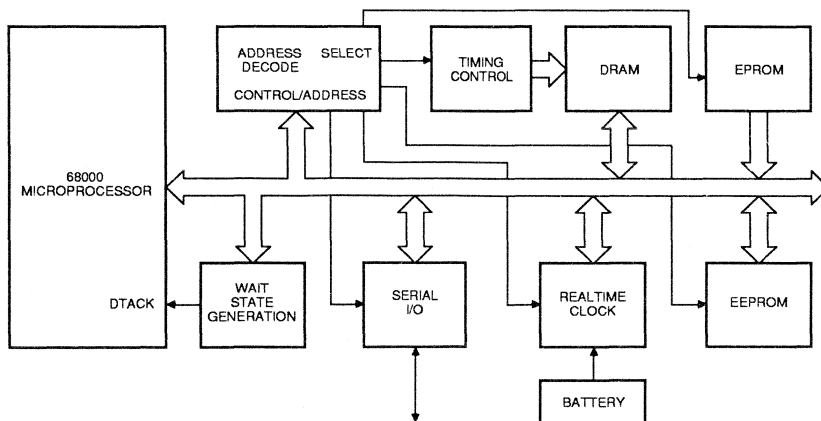 68000
MICROPROCESSOR
DTACK
ADDRESS SELECT
DECODE
CONTROL/ADDRESS
TIMING
CONTROL
DRAM
EPROM
WAIT
STATE
GENERATION
SERIAL
I/O
REALTIME
CLOCK
EEPROM
BATTERY